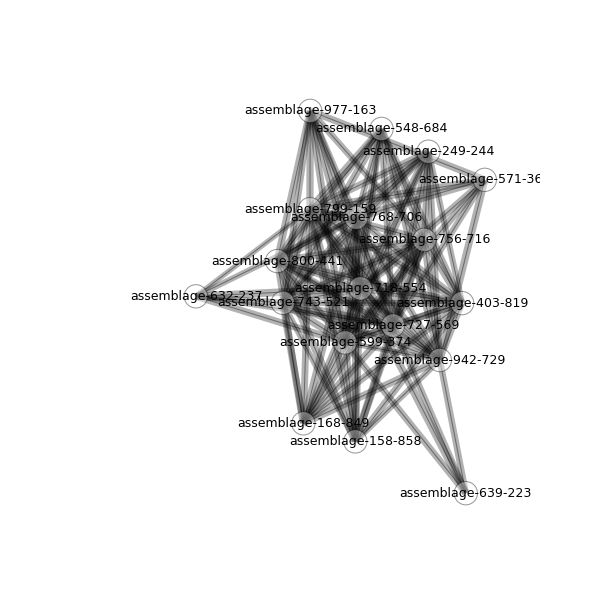 assemblage-977-163
assemblage-548-684
assemblage-249-244
assemblage-571-36
assemblage-799-159
assemblage-768-706
assemblage-756-716
assemblage-800-441
assemblage-718-554
assemblage-632-237
assemblage-743-521
assemblage-403-819
assemblage-727-569
assemblage-599-374
assemblage-942-729
assemblage-168-849
assemblage-158-858
assemblage-639-223